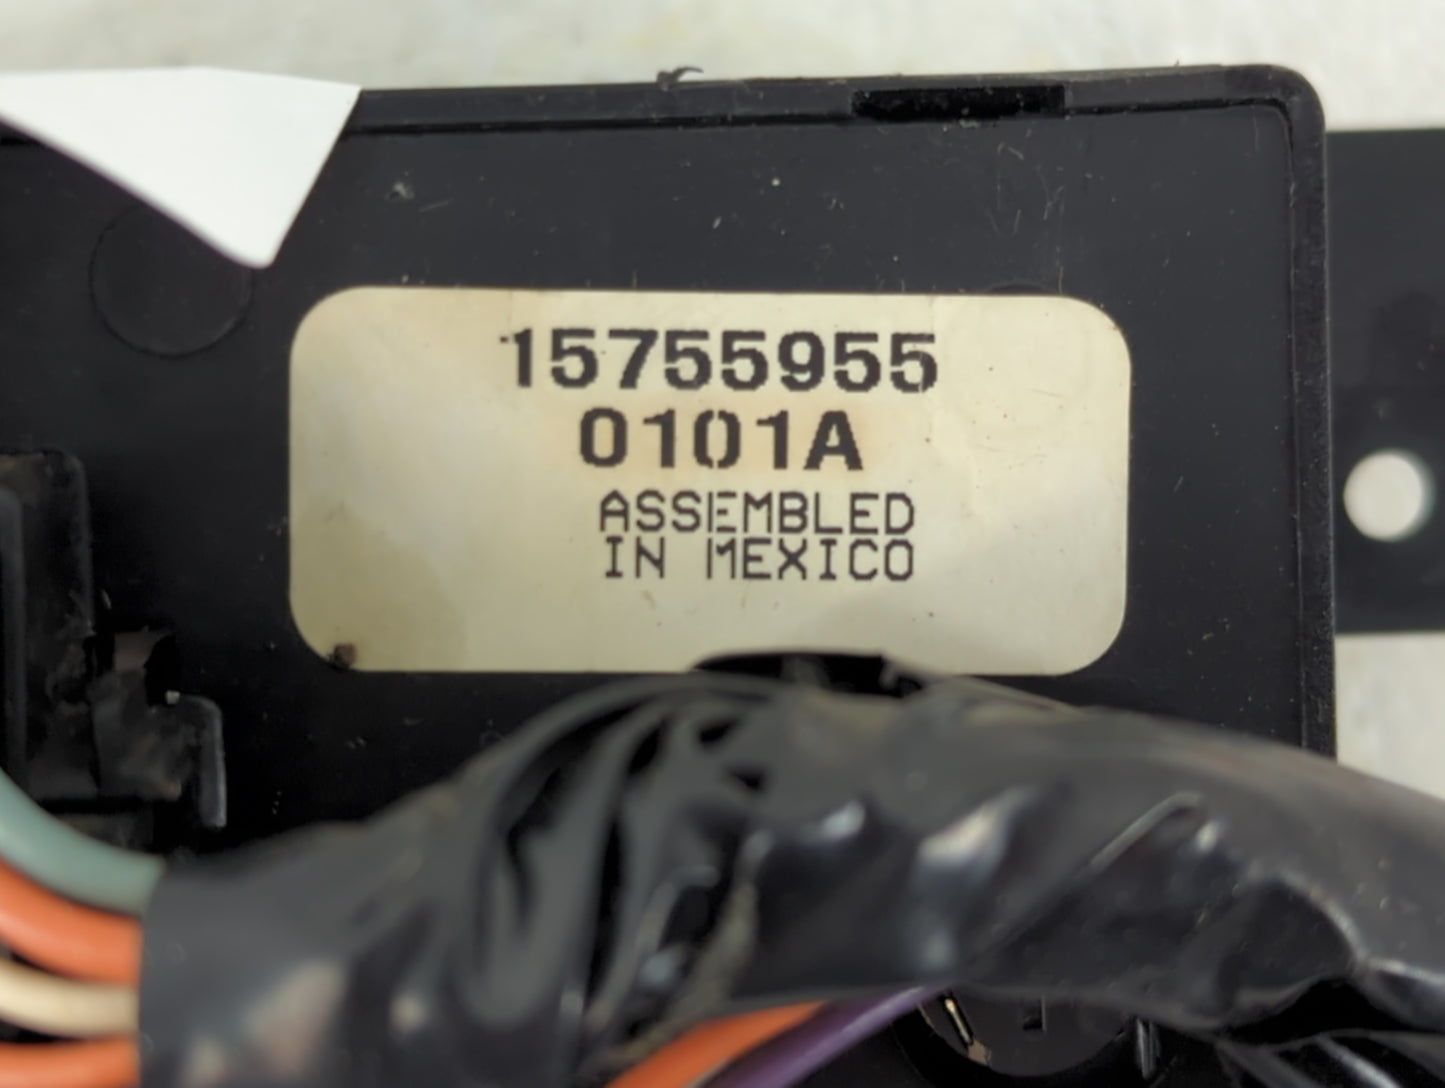 15755955
0101A
ASSEMBLED
IN MEXICO